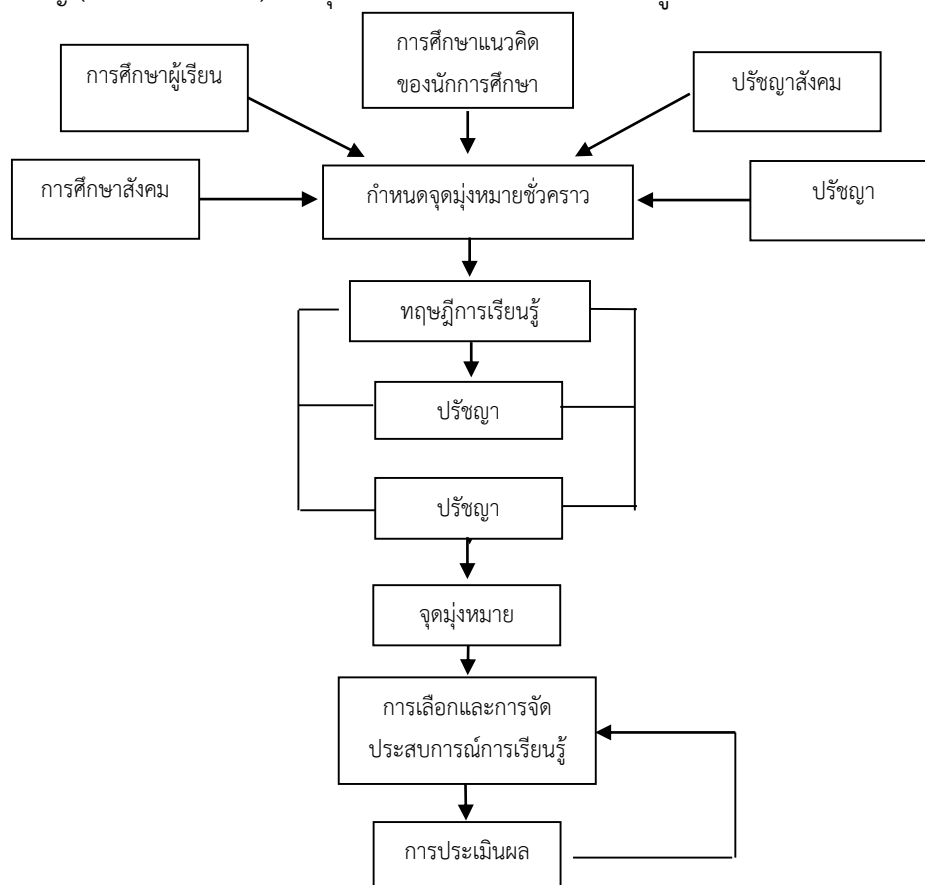 การศึกษาแนวคิด
ของนักการศึกษา
การศึกษาผู้เรียน
ปรัชญาสังคม
การศึกษาสังคม
กำหนดจุดมุ่งหมายชั่วคราว
ปรัชญา
ทฤษฎีการเรียนรู้
ปรัชญา
ปรัชญา
จุดมุ่งหมาย
การเลือกและการจัด
ประสบการณ์การเรียนรู้
การประเมินผล